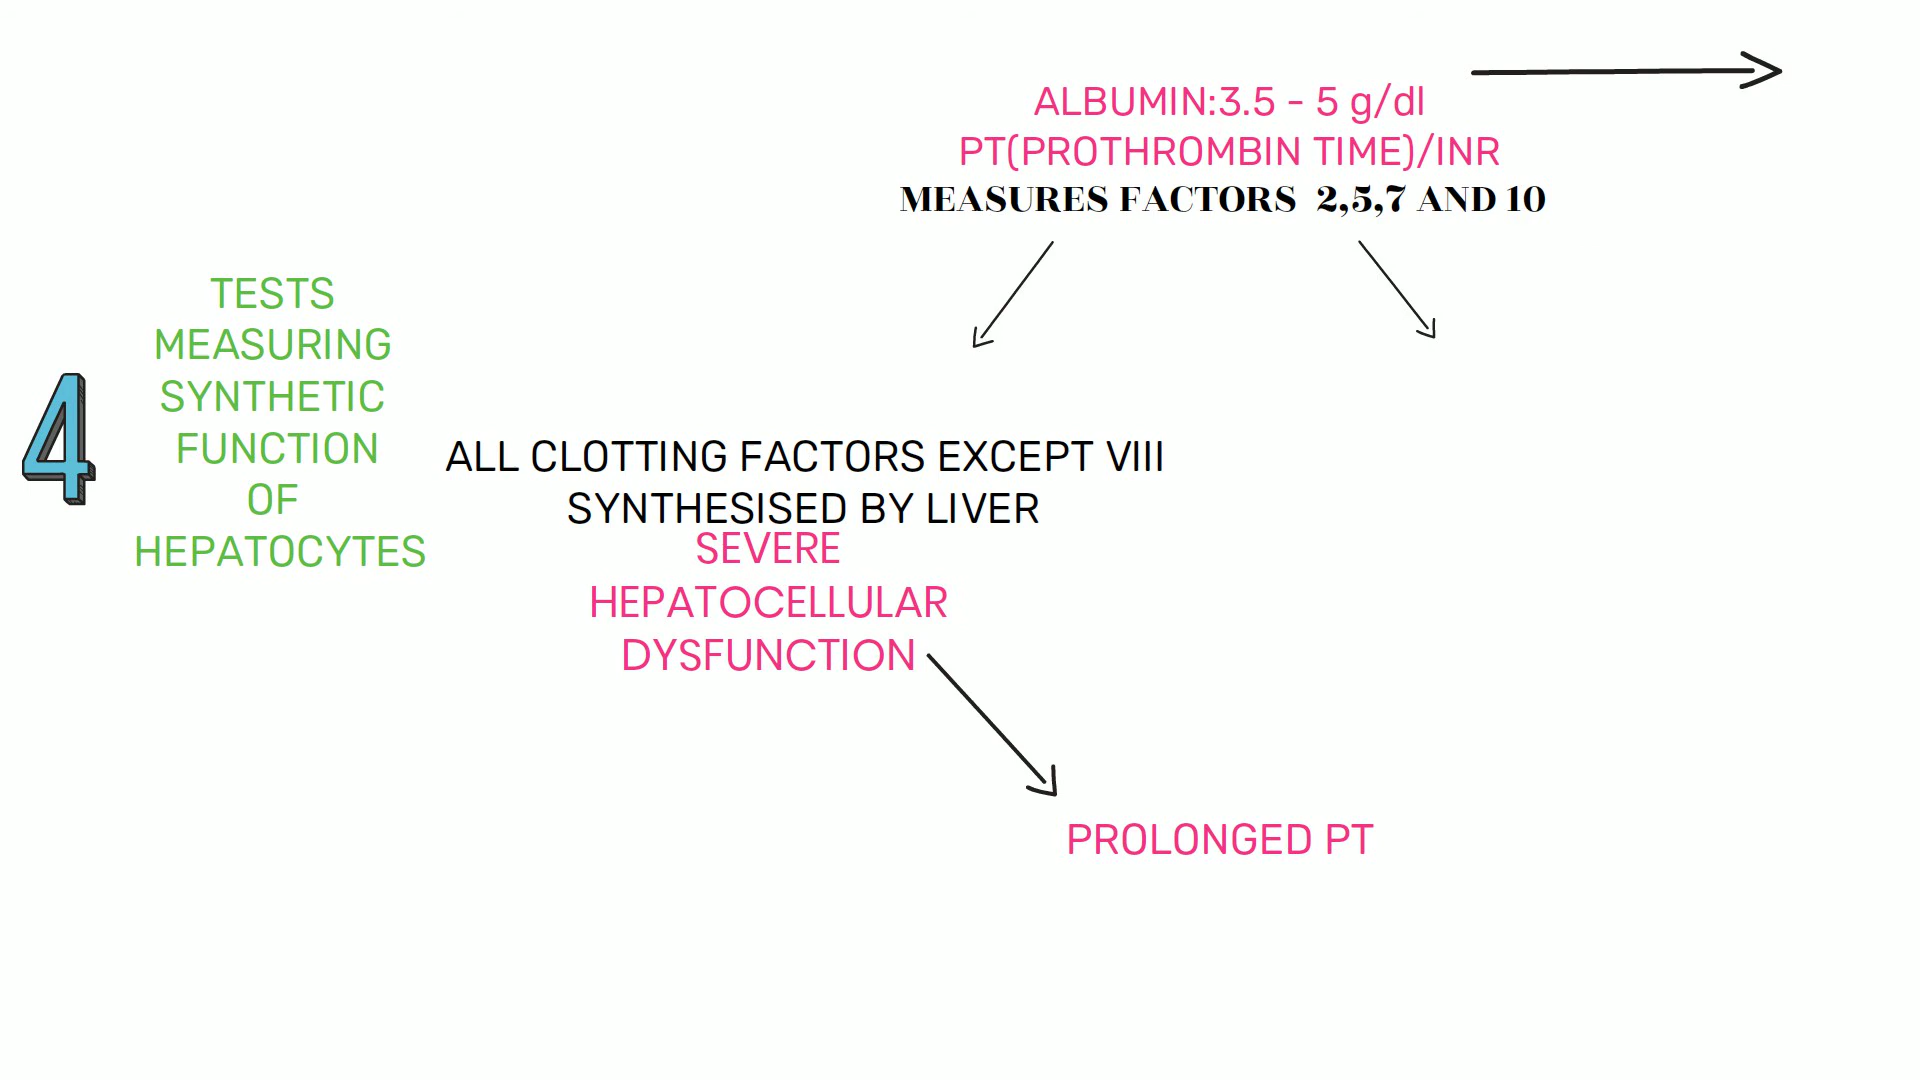 4
TESTS
MEASURING
SYNTHETIC
FUNCTION
OF
HEPATOCYTES
ALBUMIN:3.5 - 5 g/dl
PT(PROTHROMBIN TIME)/INR
MEASURES FACTORS 2,5,7 AND 10
ALL CLOTTING FACTORS EXCEPT VIII
SYNTHESISED BY LIVER
SEVERE
HEPATOCELLULAR
DYSFUNCTION
PROLONGED PT